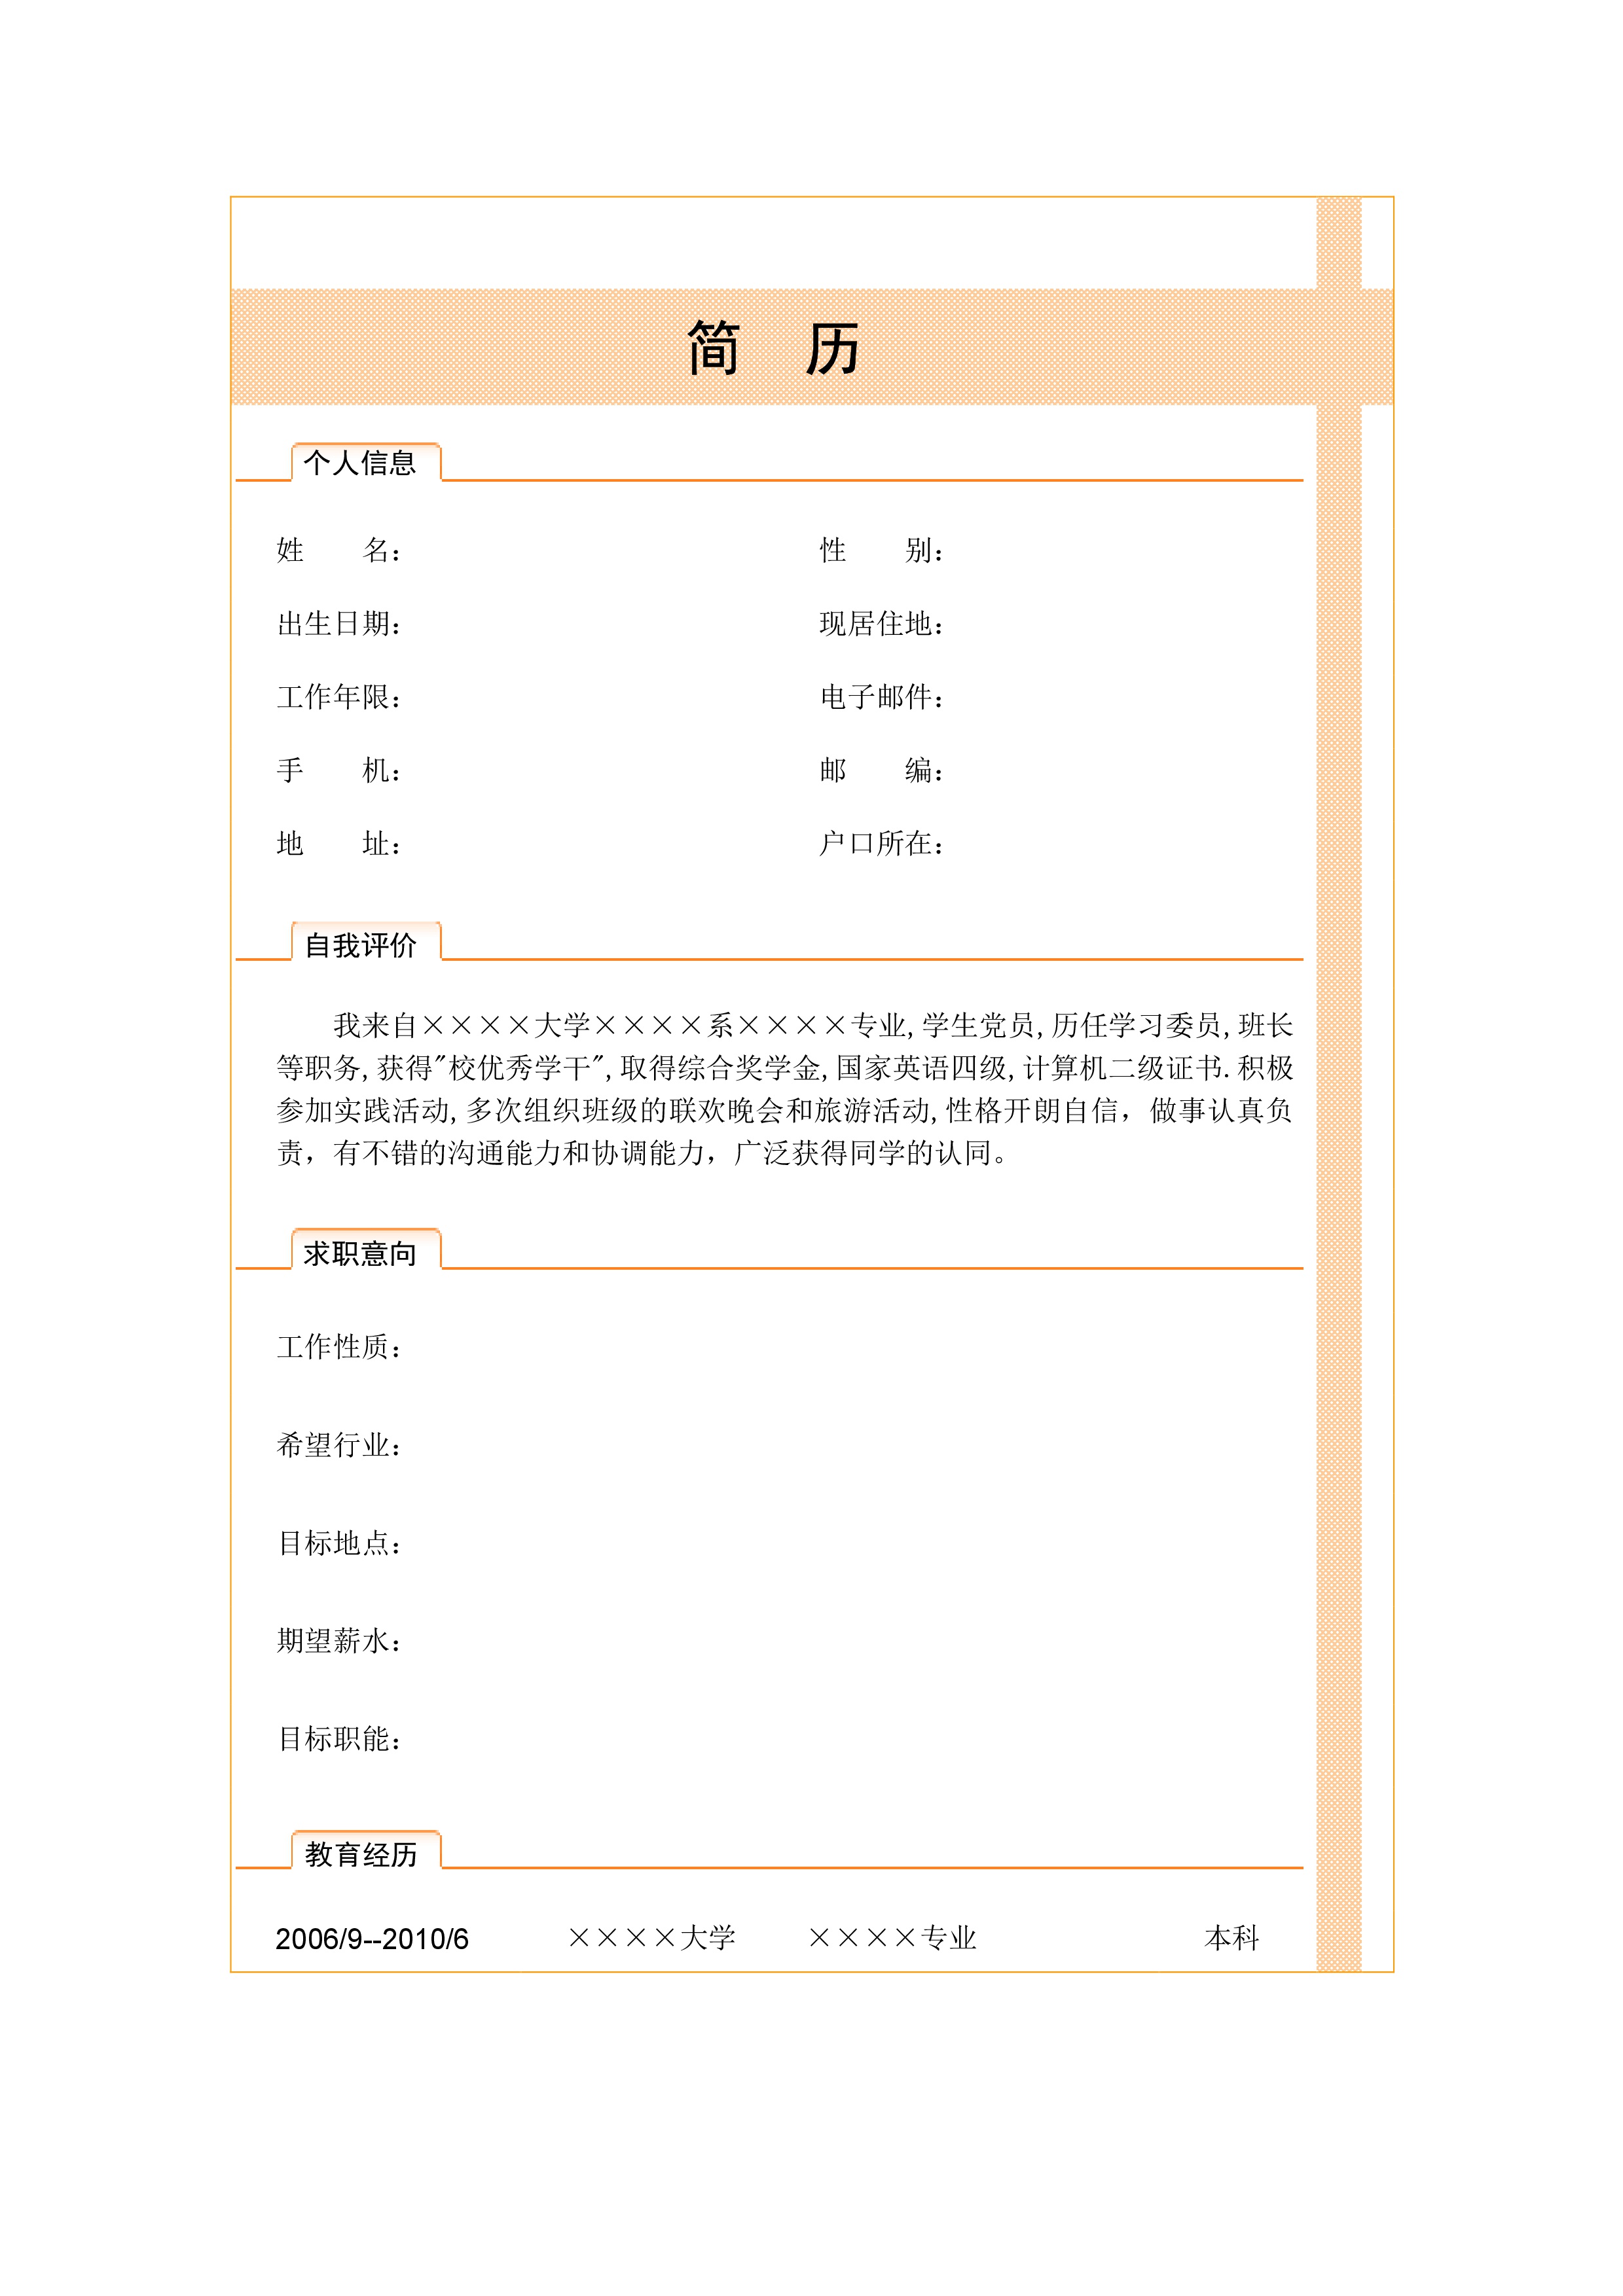 简　历
个人信息
姓　　名：　　性　　别：
出生日期：　　现居住地：
工作年限：　　电子邮件：
手　　机：　　邮　　编：
地　　址：　　户口所在：
自我评价
我来自××××大学××××系××××专业,学生党员,历任学习委员,班长
等职务,获得"校优秀学干",取得综合奖学金,国家英语四级,计算机二级证书.积极
参加实践活动,多次组织班级的联欢晚会和旅游活动,性格开朗自信，做事认真负
责，有不错的沟通能力和协调能力，广泛获得同学的认同。
求职意向
工作性质：
希望行业：
目标地点：
期望薪水：
目标职能：
教育经历
2006/9--2010/6　　××××大学　　××××专业　　本科